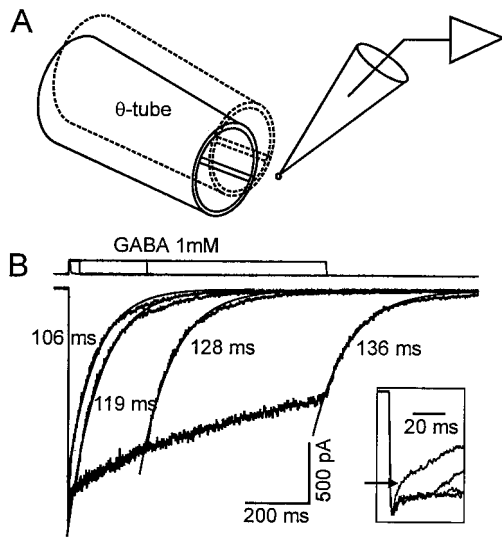 A
θ-tube
B
GABA 1mM
106 ms
119 ms
128 ms
136 ms
20 ms
500 pA
200 ms